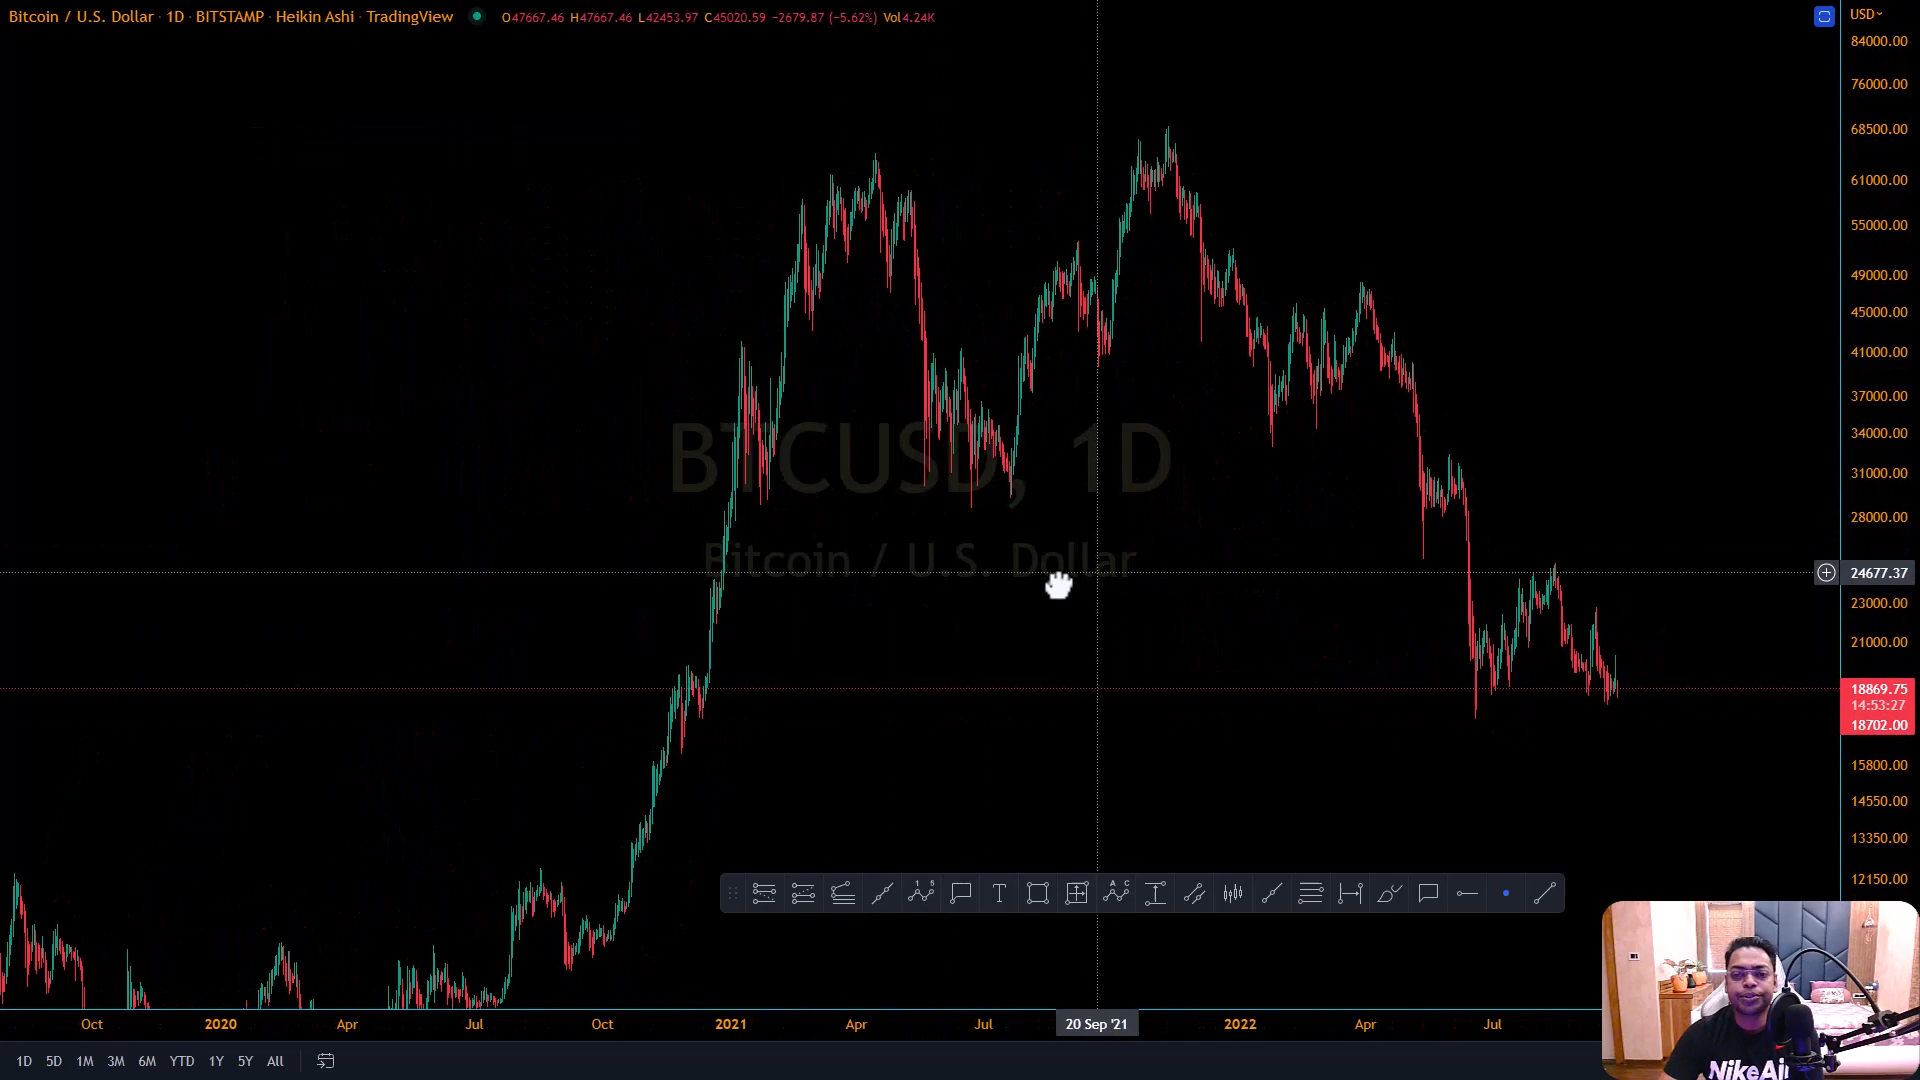 Bitcoin / U.S. Dollar · 1D · BITSTAMP · Heikin Ashi · TradingView
O47667.46 H47667.46 L42453.97 C45020.59 −2679.87 (−5.62%) Vol4.24K
USD
84000.00
76000.00
68500.00
61000.00
55000.00
49000.00
45000.00
41000.00
37000.00
34000.00
31000.00
28000.00
24677.37
23000.00
21000.00
18869.75
14:53:27
18702.00
15800.00
14550.00
13350.00
12150.00
BTCUSD, 1D
Bitcoin / U.S. Dollar
1 5
T
A C
Oct 2020 Apr Jul Oct 2021 Apr Jul 20 Sep '21 2022 Apr Jul
1D 5D 1M 3M 6M YTD 1Y 5Y All
NikeAi